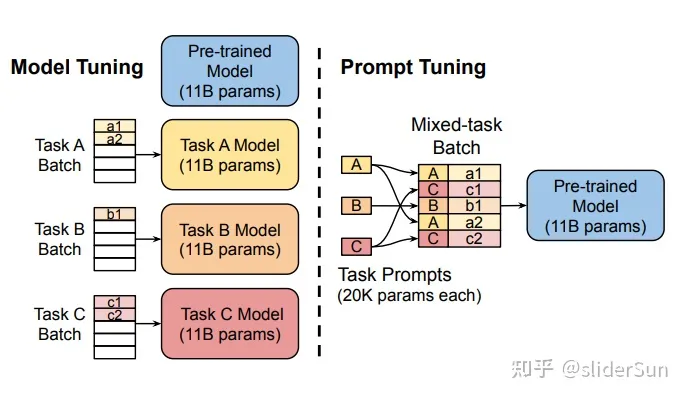 Model Tuning
Pre-trained
Model
(11B params)
Task A
Batch
a1
a2
Task A Model
(11B params)
Task B
Batch
b1
Task B Model
(11B params)
Task C
Batch
c1
c2
Task C Model
(11B params)
Prompt Tuning
Mixed-task
Batch
A
B
C
A a1
C c1
B b1
A a2
C c2
Task Prompts
(20K params each)
Pre-trained
Model
(11B params)
知乎 @sliderSun